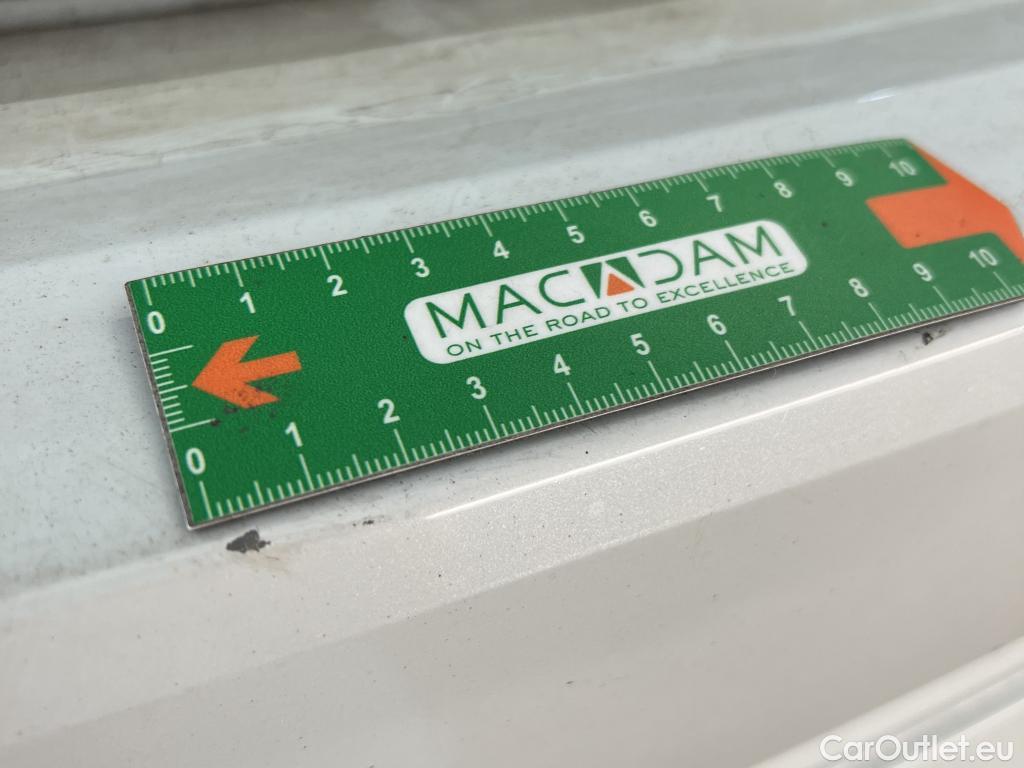 0 1 2 3 4 5 6 7 8 9 10
MACADAM
ON THE ROAD TO EXCELLENCE
0 1 2 3 4 5 6 7 8 9 10
CarOutlet.eu